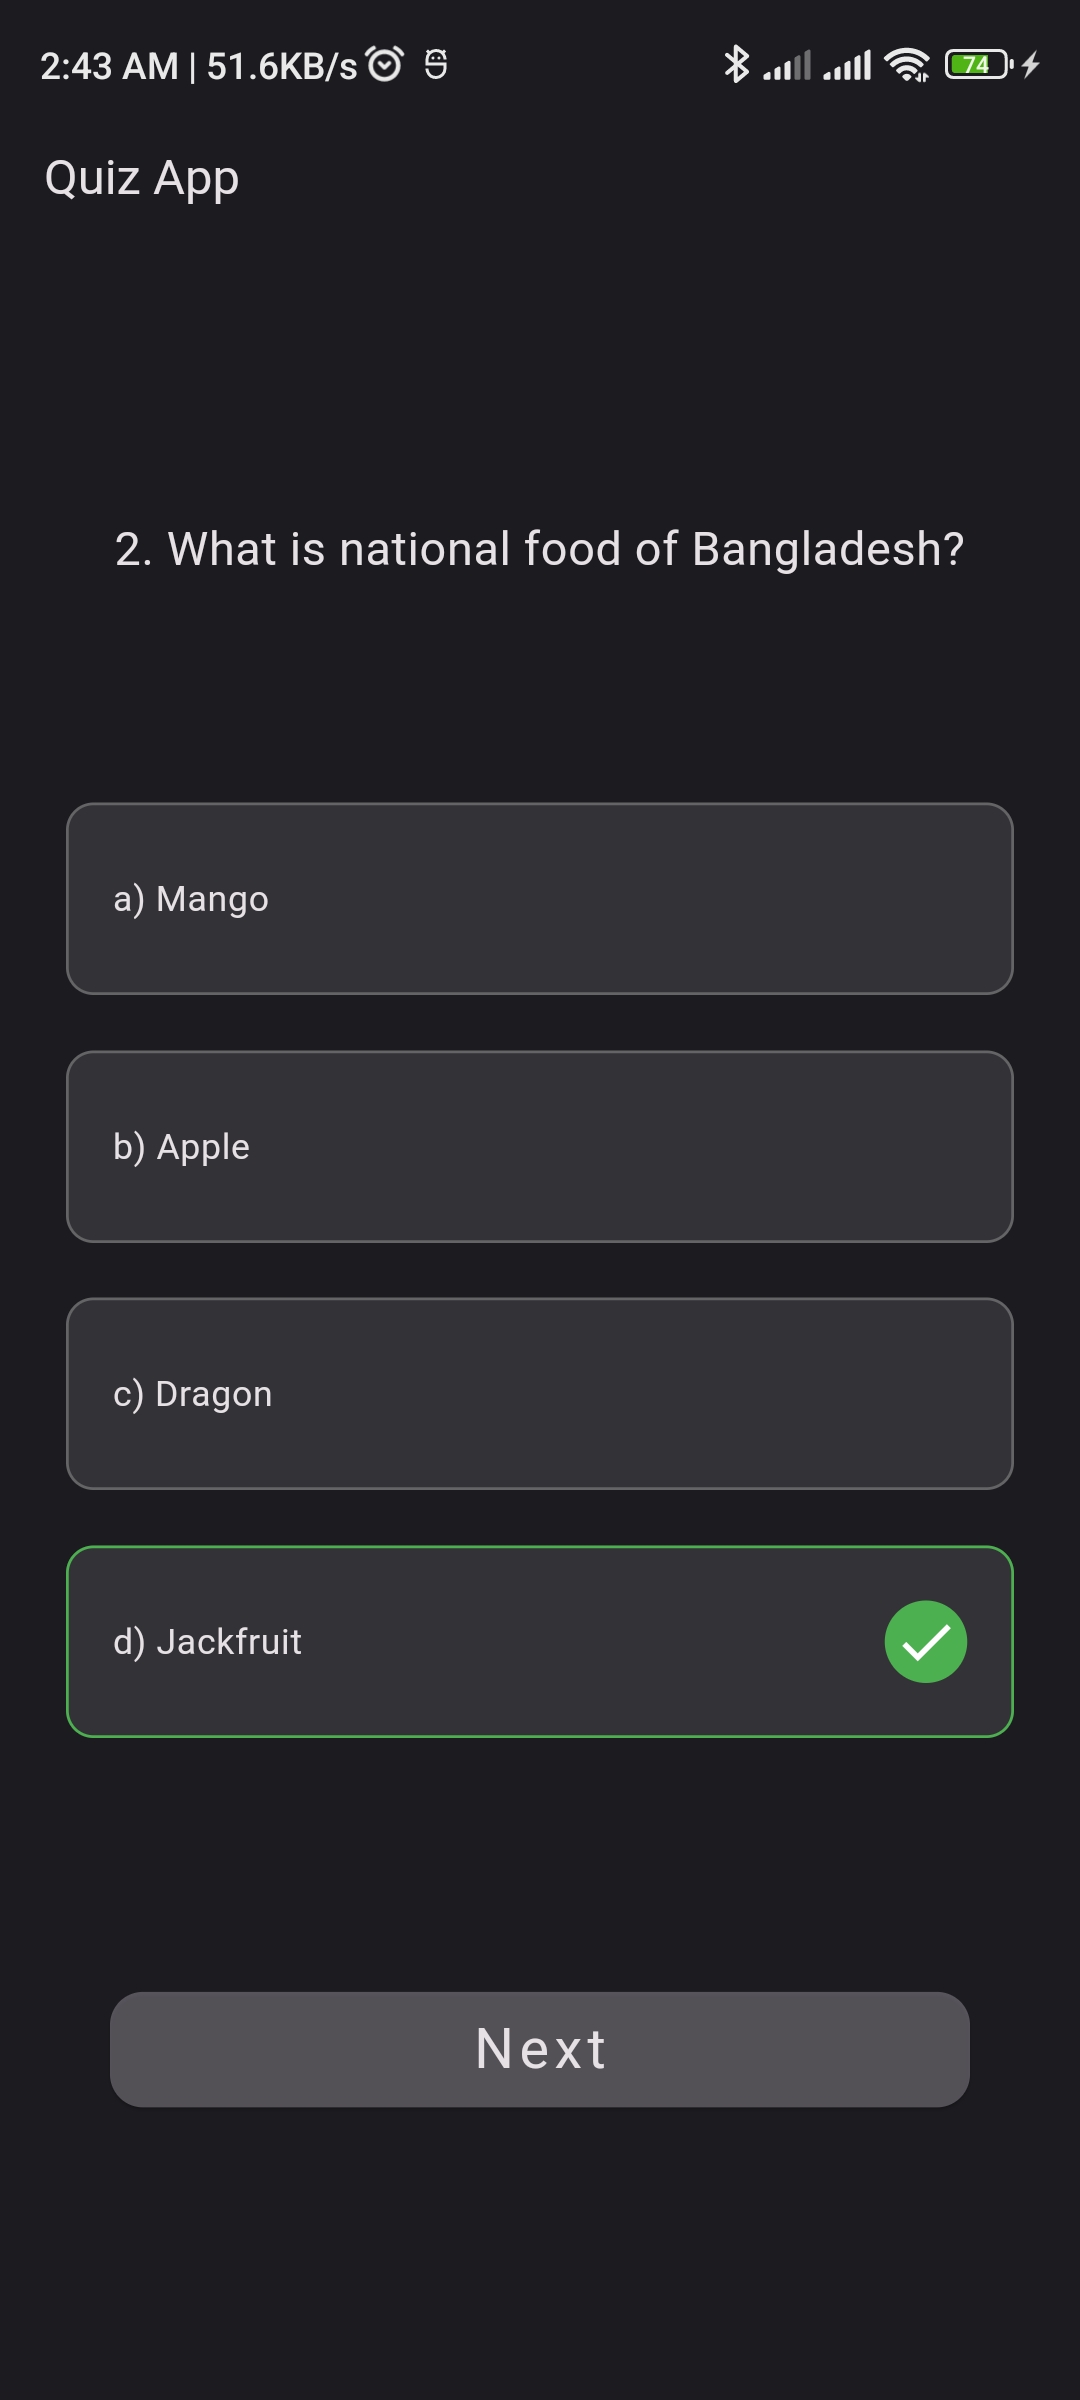 2:43 AM | 51.6KB/s 74
Quiz App
2. What is national food of Bangladesh?
a) Mango
b) Apple
c) Dragon
d) Jackfruit
Next